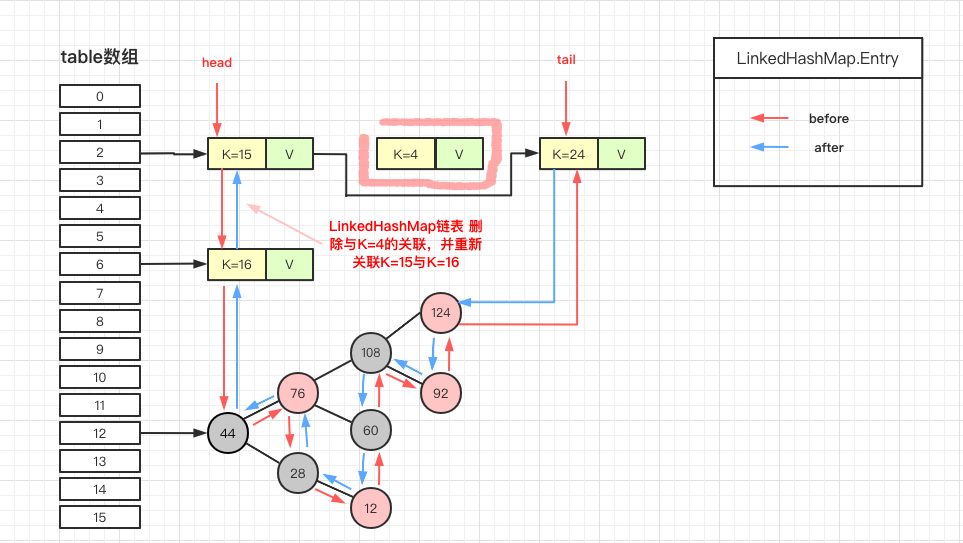 table数组
head
tail
LinkedHashMap.Entry
before
after
0
1
2
3
4
5
6
7
8
9
10
11
12
13
14
15
K=15 V
K=4 V
K=24 V
LinkedHashMap链表 删
除与K=4的关联，并重新
关联K=15与K=16
K=16 V
124
108
76
92
44
60
28
12